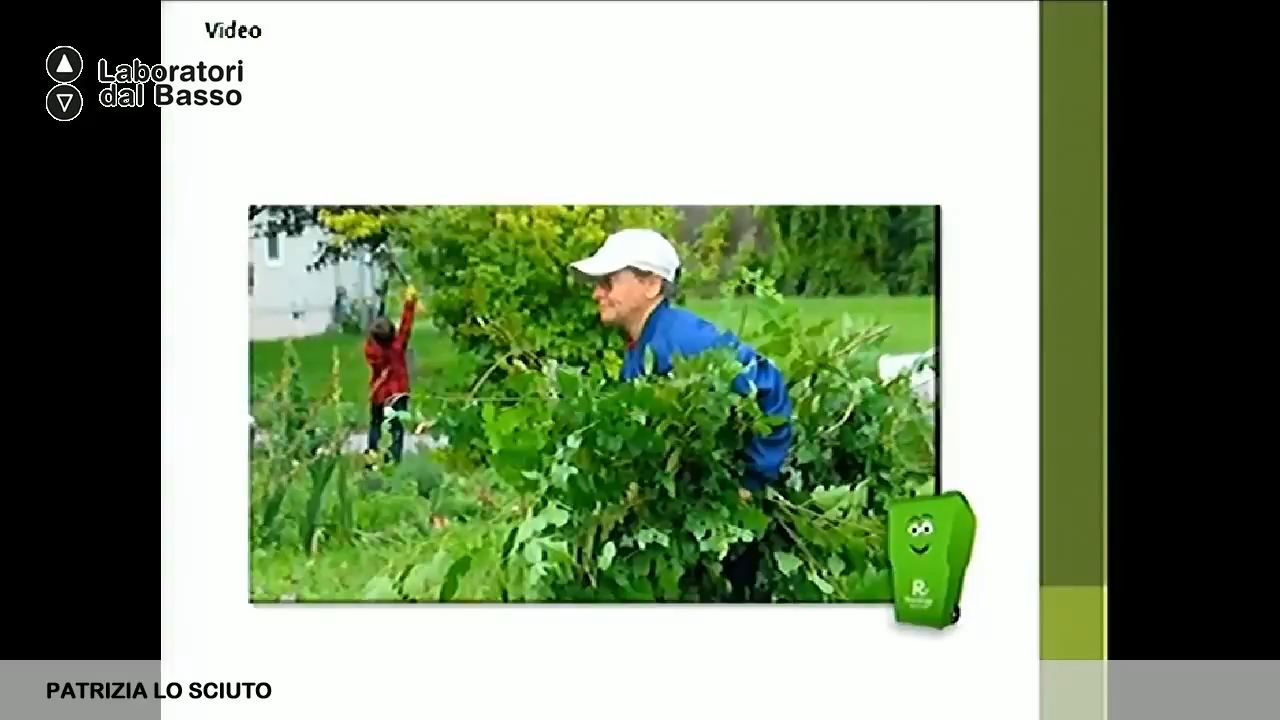 Video
Laboratori
dal Basso
R
PATRIZIA LO SCIUTO